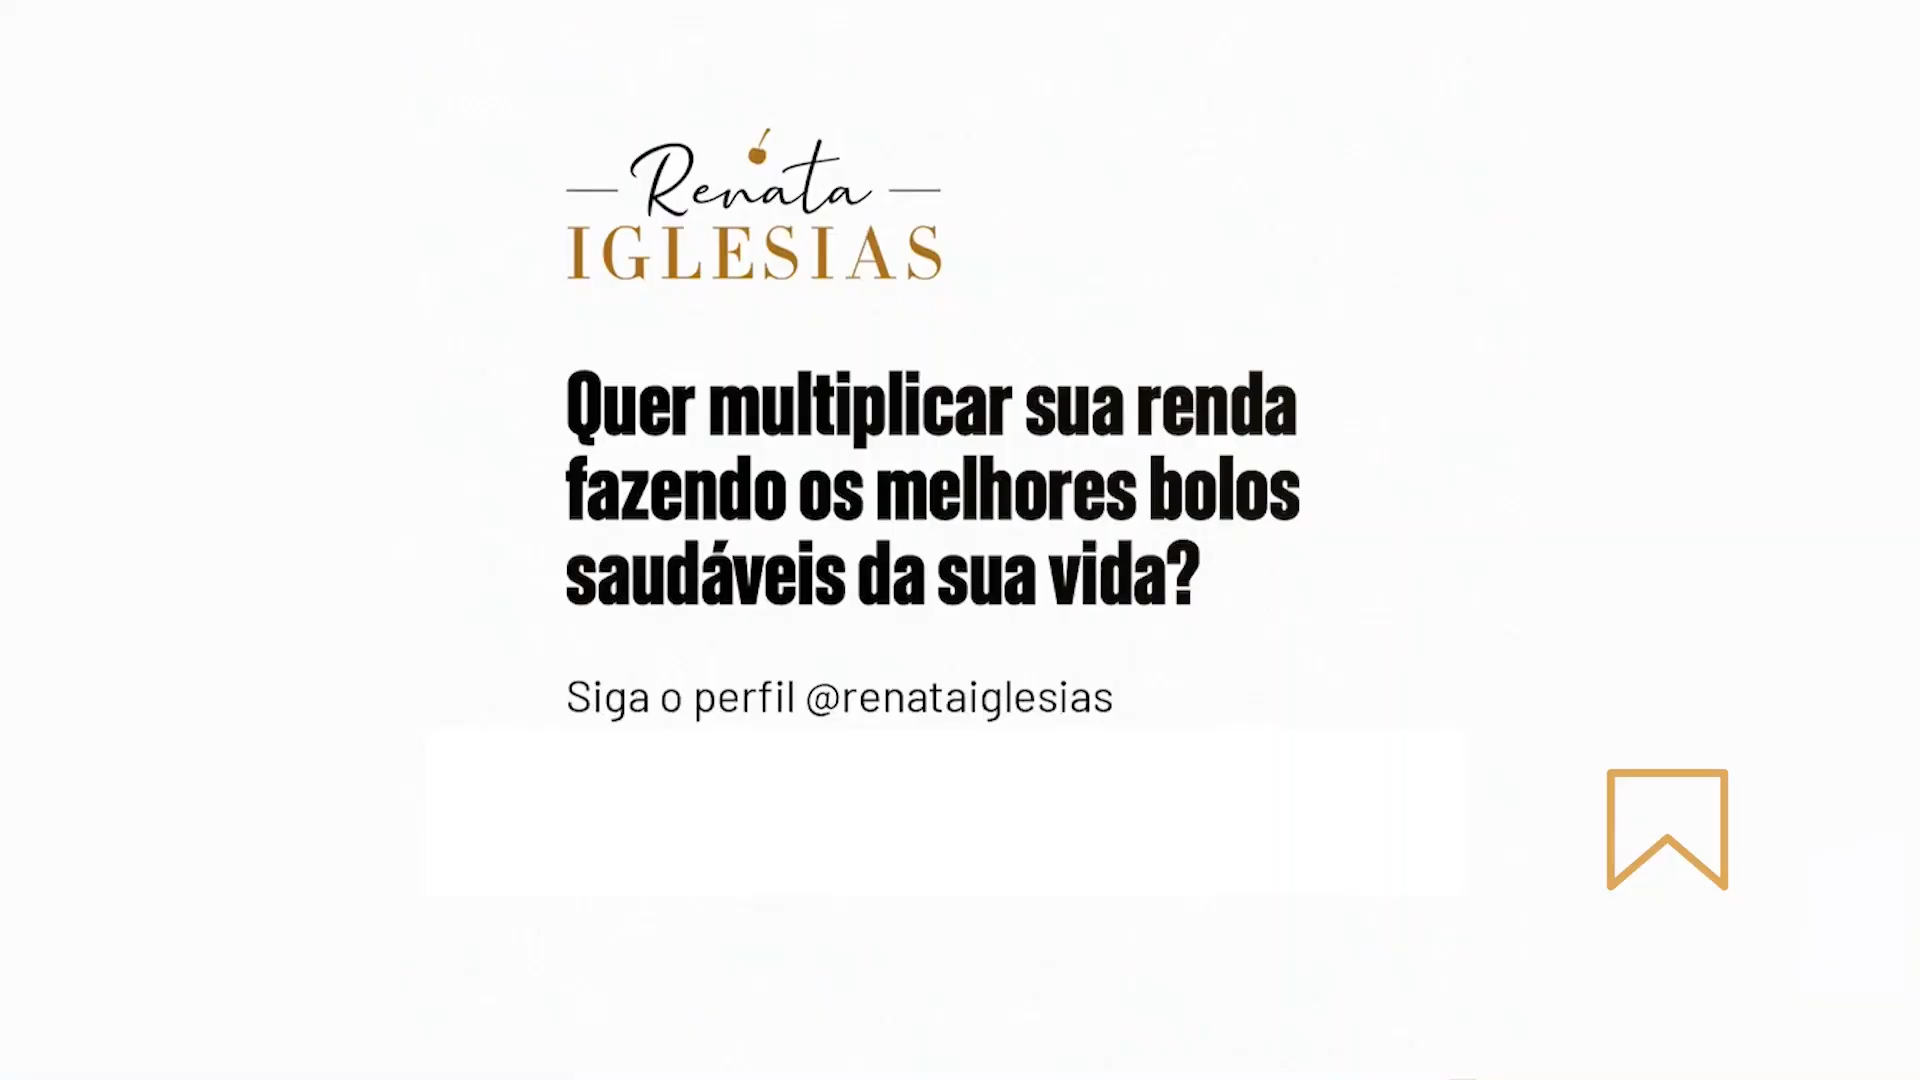 Renata
IGLESIAS
Quer multiplicar sua renda
fazendo os melhores bolos
saudáveis da sua vida?
Siga o perfil @renataiglesias